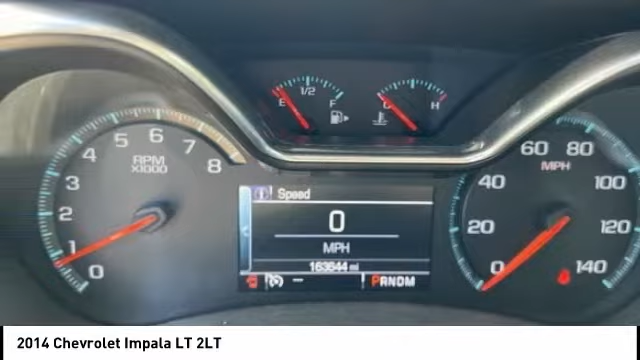 1/2
E F
C H
0 1 2 3 4 5 6 7 8
RPM
X1000
Speed
0
MPH
163644 mi
PRNDM
0 20 40 60 80 100 120 140
MPH
2014 Chevrolet Impala LT 2LT